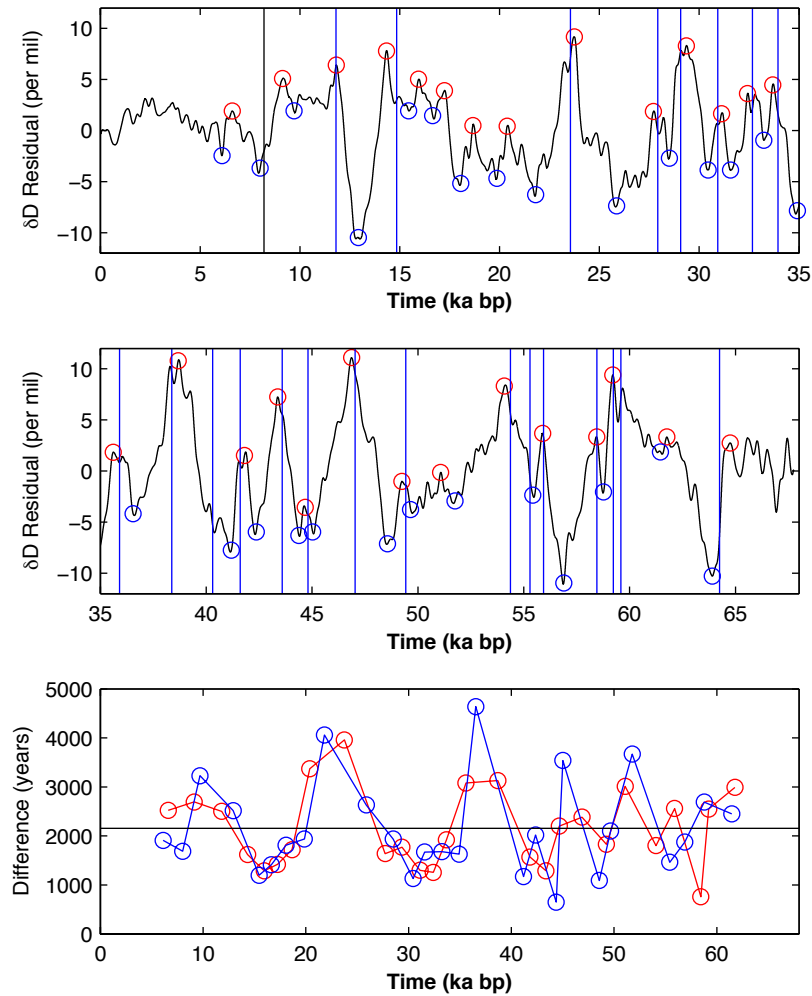 10
5
0
−5
−10
δD Residual (per mil)
0 5 10 15 20 25 30 35
Time (ka bp)
10
5
0
−5
−10
δD Residual (per mil)
35 40 45 50 55 60 65
Time (ka bp)
5000
4000
3000
2000
1000
0
Difference (years)
0 10 20 30 40 50 60
Time (ka bp)